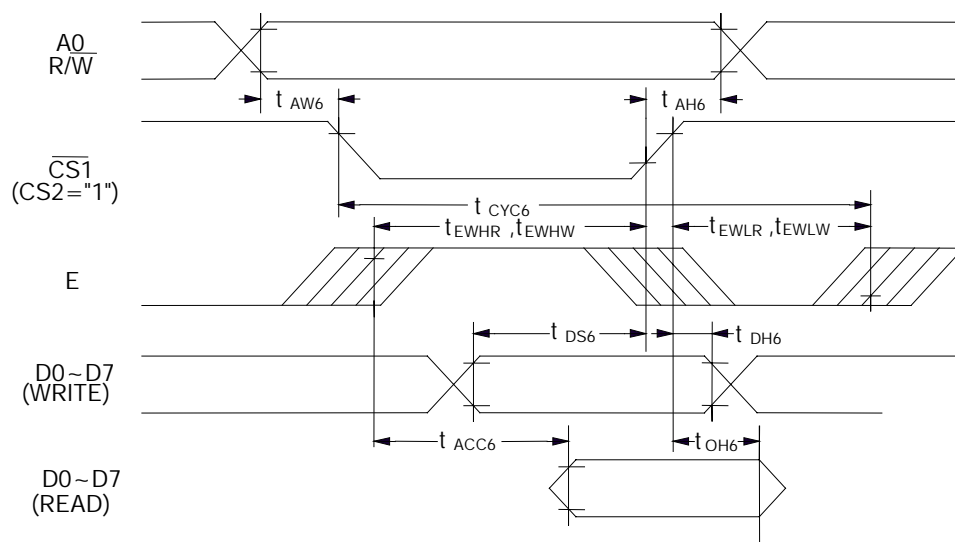 A0
R/W̅
t AW6
t AH6
C̅S̅1̅
(CS2="1")
t CYC6
t EWHR ,t EWHW
t EWLR ,t EWLW
E
t DS6
t DH6
D0~D7
(WRITE)
t ACC6
t OH6
D0~D7
(READ)